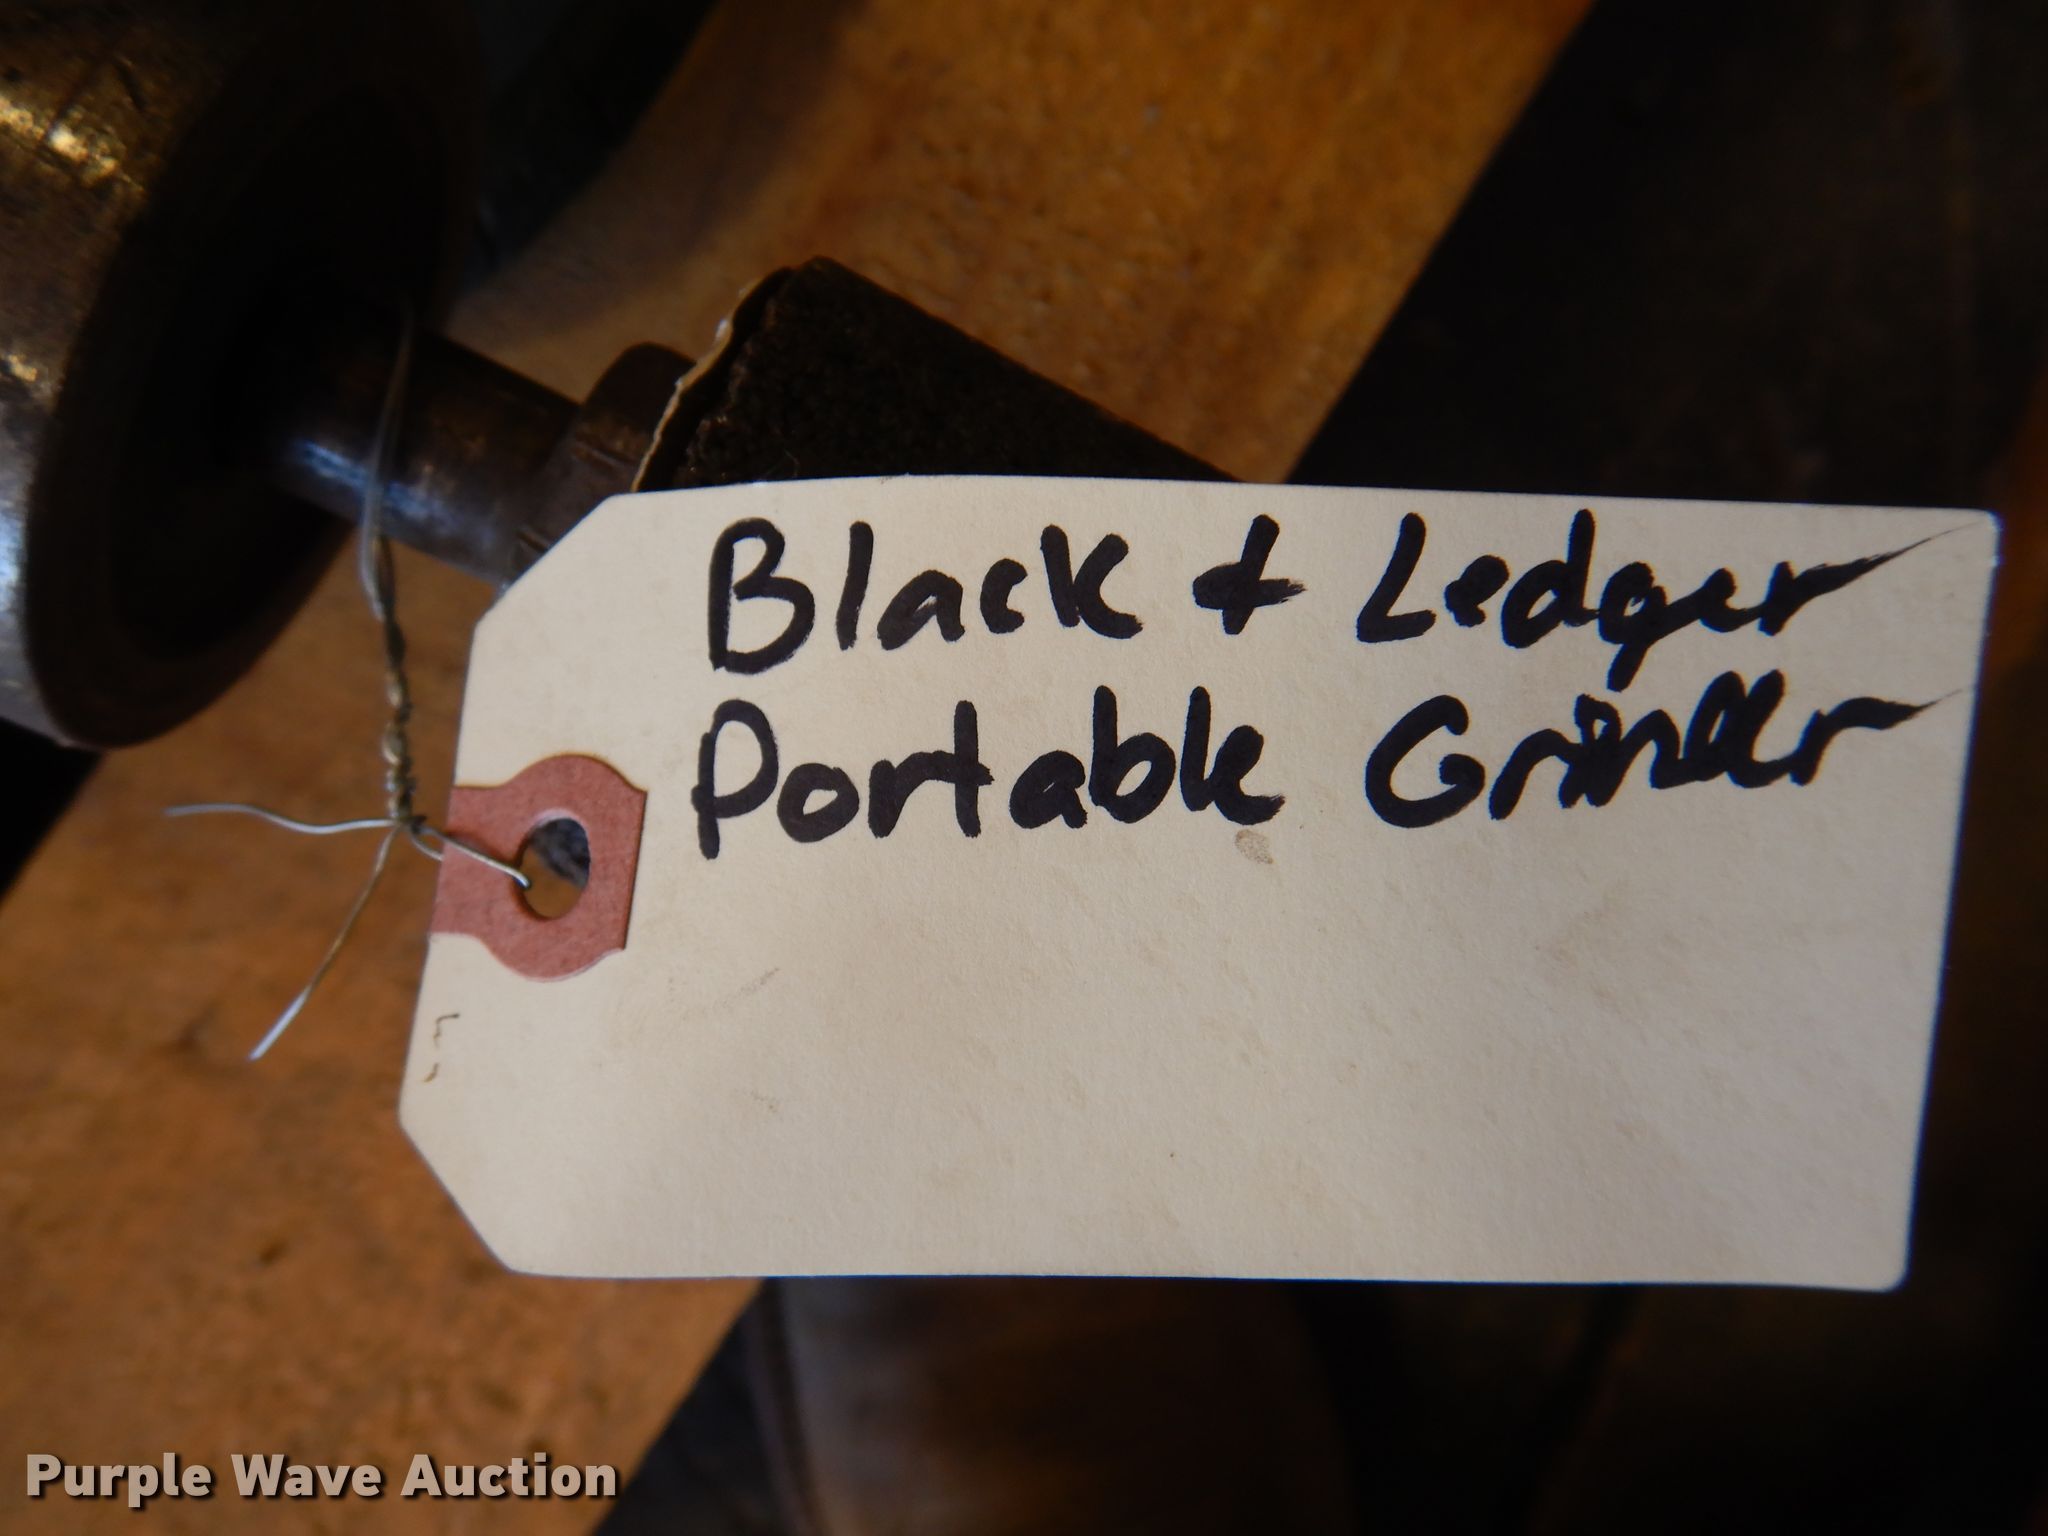 Black + Ledger
Portable Grinder
Purple Wave Auction